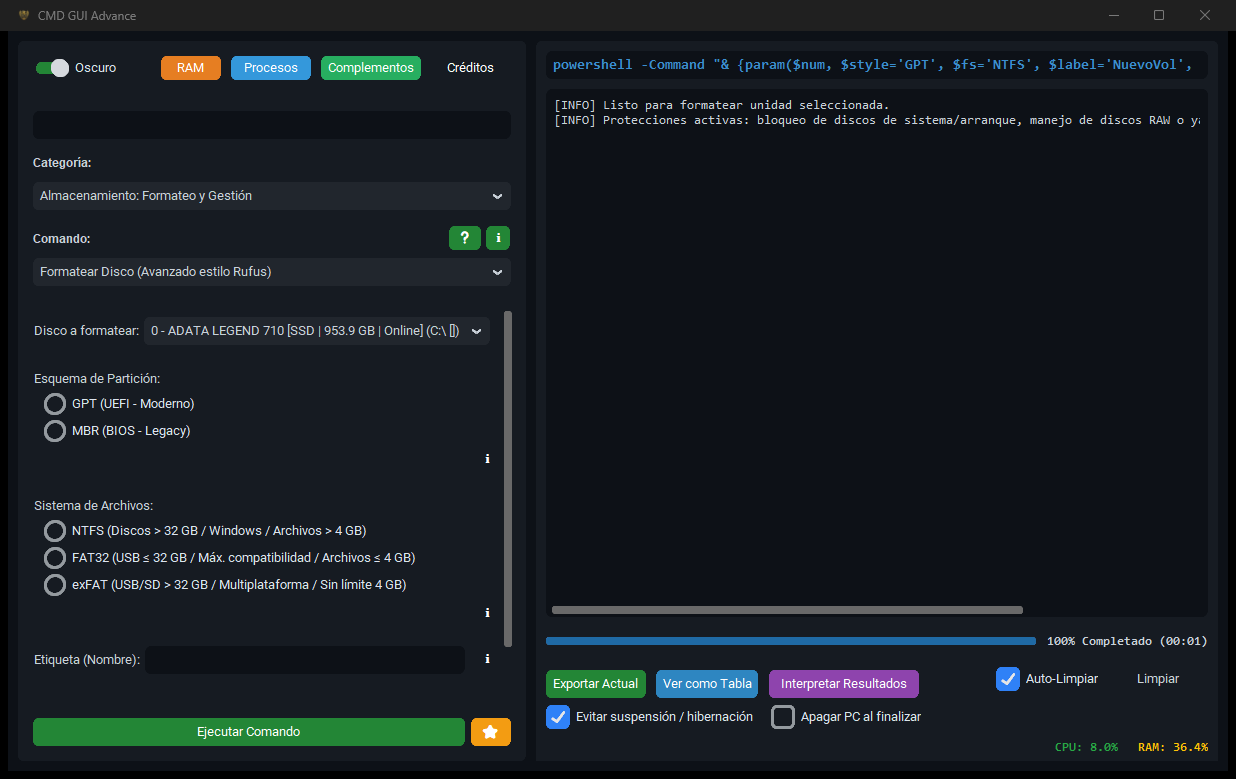 CMD GUI Advance
Oscuro
RAM
Procesos
Complementos
Créditos
Categoria:
Almacenamiento: Formateo y Gestión
Comando:
?
i
Formatear Disco (Avanzado estilo Rufus)
Disco a formatear:
0 - ADATA LEGEND 710 [SSD | 953.9 GB | Online] (C:\ [])
Esquema de Partición:
GPT (UEFI - Moderno)
MBR (BIOS - Legacy)
i
Sistema de Archivos:
NTFS (Discos > 32 GB / Windows / Archivos > 4 GB)
FAT32 (USB ≤ 32 GB / Máx. compatibilidad / Archivos ≤ 4 GB)
exFAT (USB/SD > 32 GB / Multiplataforma / Sin límite 4 GB)
i
Etiqueta (Nombre):
i
Ejecutar Comando
powershell -Command "& {param($num, $style='GPT', $fs='NTFS', $label='NuevoVol',
[INFO] Listo para formatear unidad seleccionada.
[INFO] Protecciones activas: bloqueo de discos de sistema/arranque, manejo de discos RAW o ya
100% Completado (00:01)
Exportar Actual
Ver como Tabla
Interpretar Resultados
Auto-Limpiar
Limpiar
Evitar suspensión / hibernación
Apagar PC al finalizar
CPU: 8.0%
RAM: 36.4%